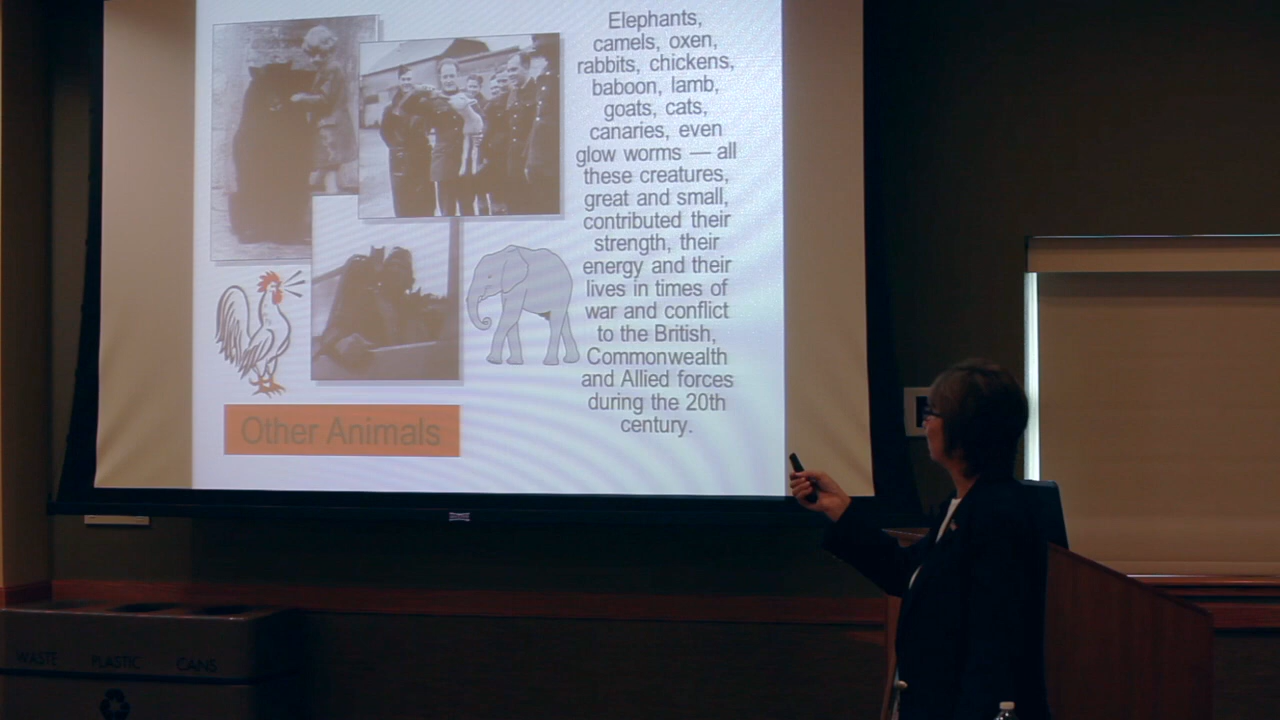 Elephants,
camels, oxen,
rabbits, chickens,
baboon, lamb,
goats, cats,
canaries, even
glow worms — all
these creatures,
great and small,
contributed their
strength, their
energy and their
lives in times of
war and conflict
to the British,
Commonwealth
and Allied forces
during the 20th
century.
Other Animals
WASTE PLASTIC CANS